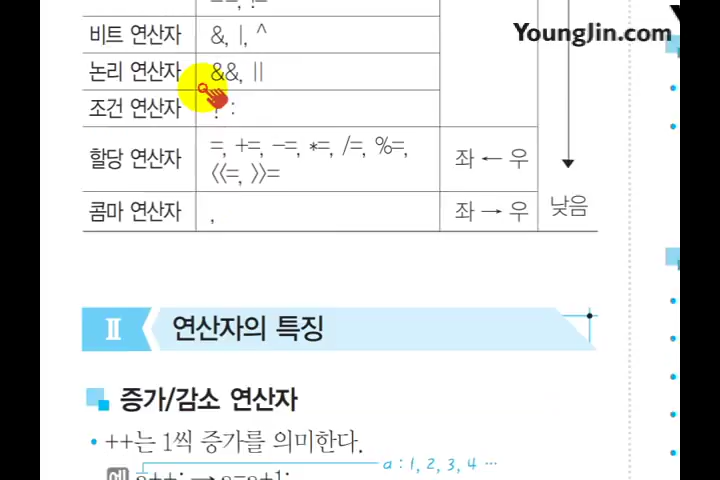 YoungJin.com
비트 연산자 &, |, ^
논리 연산자 &&, ||
조건 연산자 ? :
할당 연산자 =, +=, -=, *=, /=, %=, 좌 ← 우
⟨⟨=, ⟩⟩=
콤마 연산자 , 좌 → 우 낮음
Ⅱ 연산자의 특징
증가/감소 연산자
• ++는 1씩 증가를 의미한다.
a : 1, 2, 3, 4 ···
예 a++; → a=a+1;